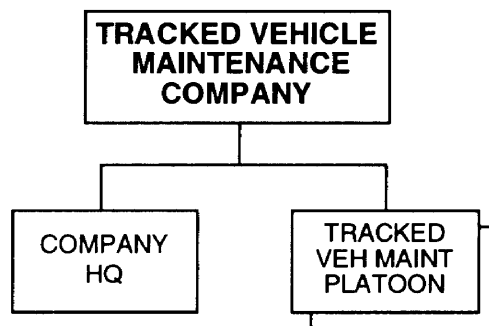 TRACKED VEHICLE
MAINTENANCE
COMPANY
COMPANY
HQ
TRACKED
VEH MAINT
PLATOON